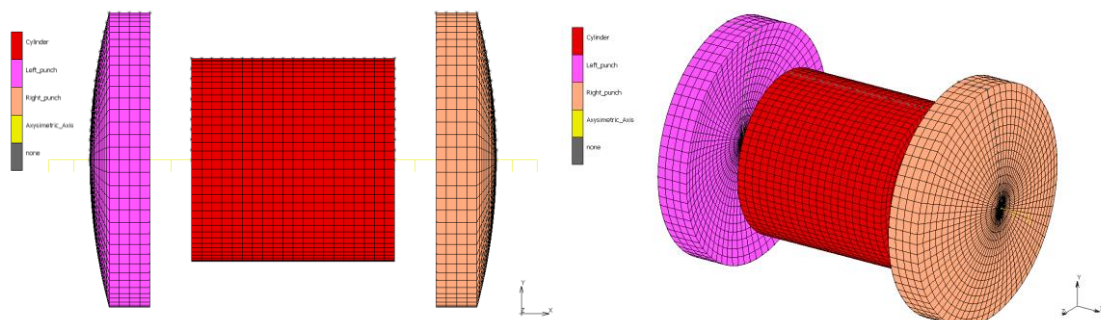 Cylinder
Left_punch
Right_punch
Axysimetric_Axis
none
Y
Z
X
Cylinder
Left_punch
Right_punch
Axysimetric_Axis
none
Y
Z